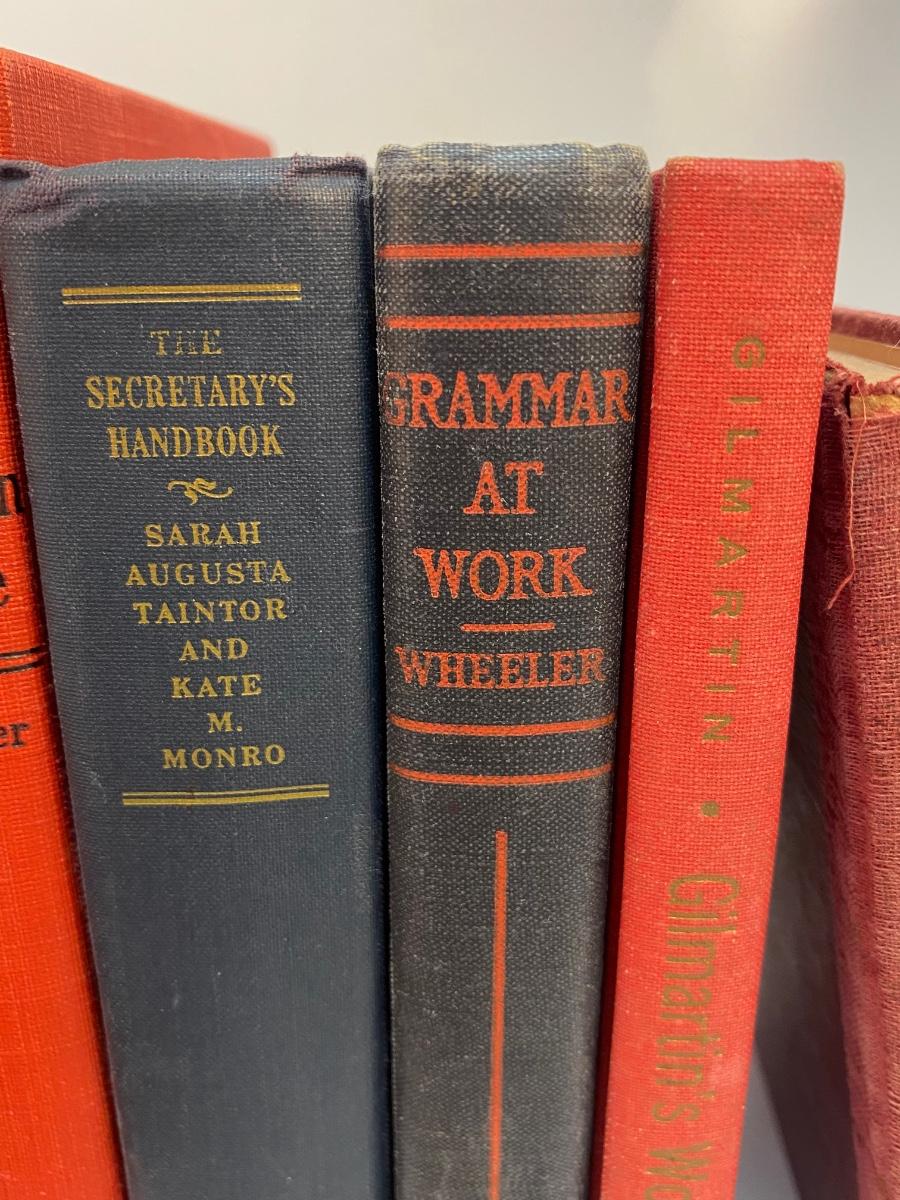 THE
SECRETARY'S
HANDBOOK
SARAH
AUGUSTA
TAINTOR
AND
KATE
M.
MONRO
GRAMMAR
AT
WORK
WHEELER
GILMARTIN • Gilmartin's